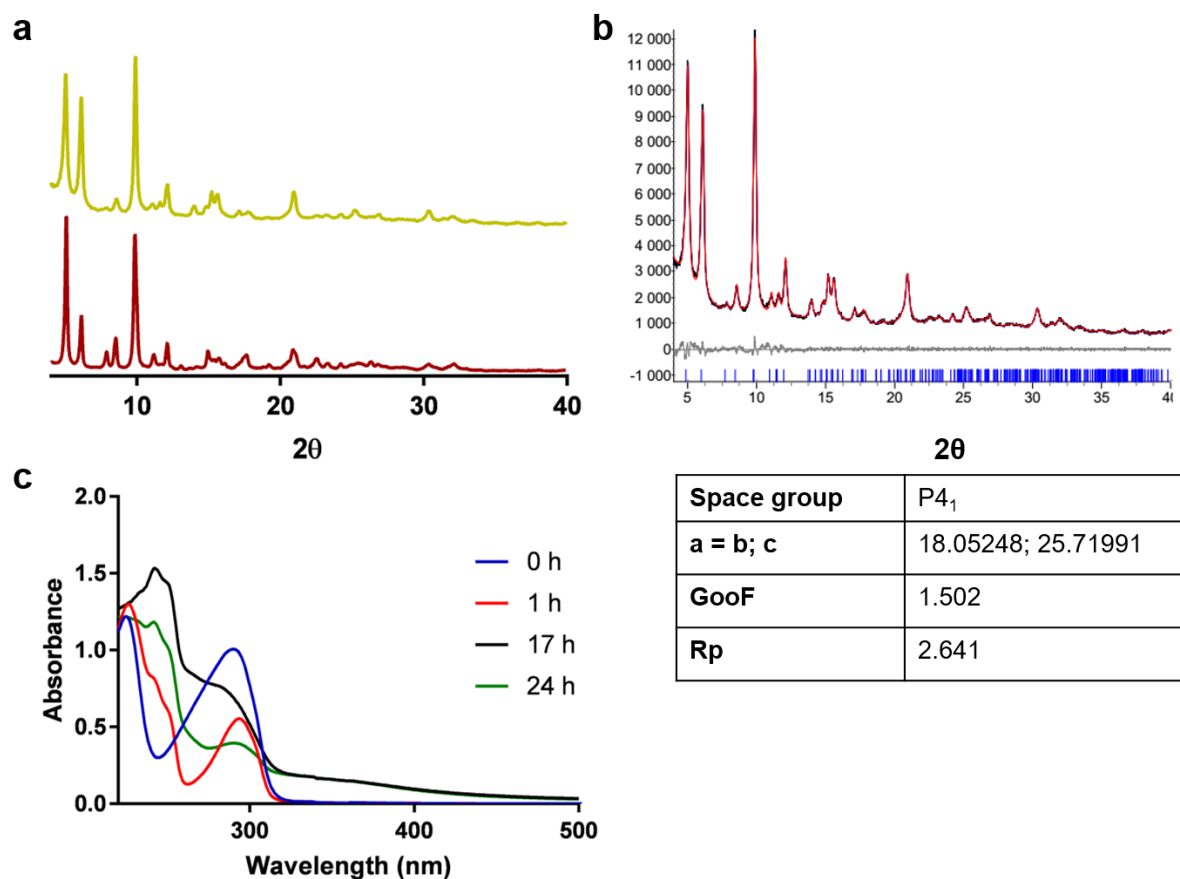 a
10
20
30
40
2θ
b
12 000
11 000
10 000
9 000
8 000
7 000
6 000
5 000
4 000
3 000
2 000
1 000
0
-1 000
5
10
15
20
25
30
35
40
2θ
Space group P4₁
a = b; c 18.05248; 25.71991
GooF 1.502
Rp 2.641
c
Absorbance
2.0
1.5
1.0
0.5
0.0
0 h
1 h
17 h
24 h
300
400
500
Wavelength (nm)